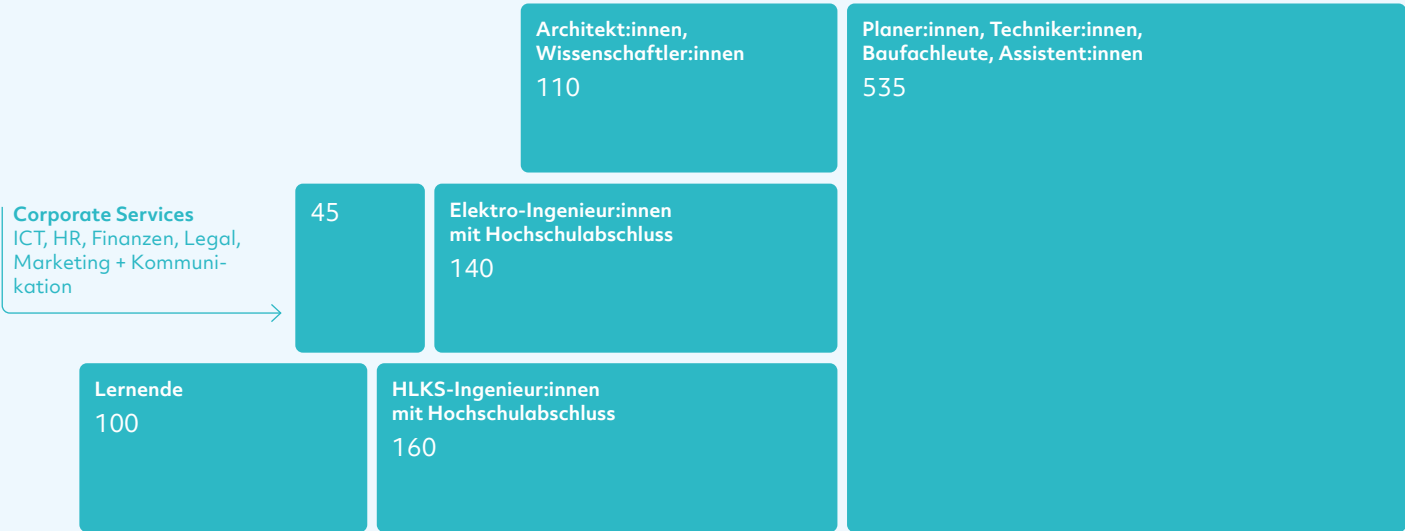 Architekt:innen,
Wissenschaftler:innen
110
Planer:innen, Techniker:innen,
Baufachleute, Assistent:innen
535
Corporate Services
ICT, HR, Finanzen, Legal,
Marketing + Kommuni-
kation
45
Elektro-Ingenieur:innen
mit Hochschulabschluss
140
Lernende
100
HLKS-Ingenieur:innen
mit Hochschulabschluss
160